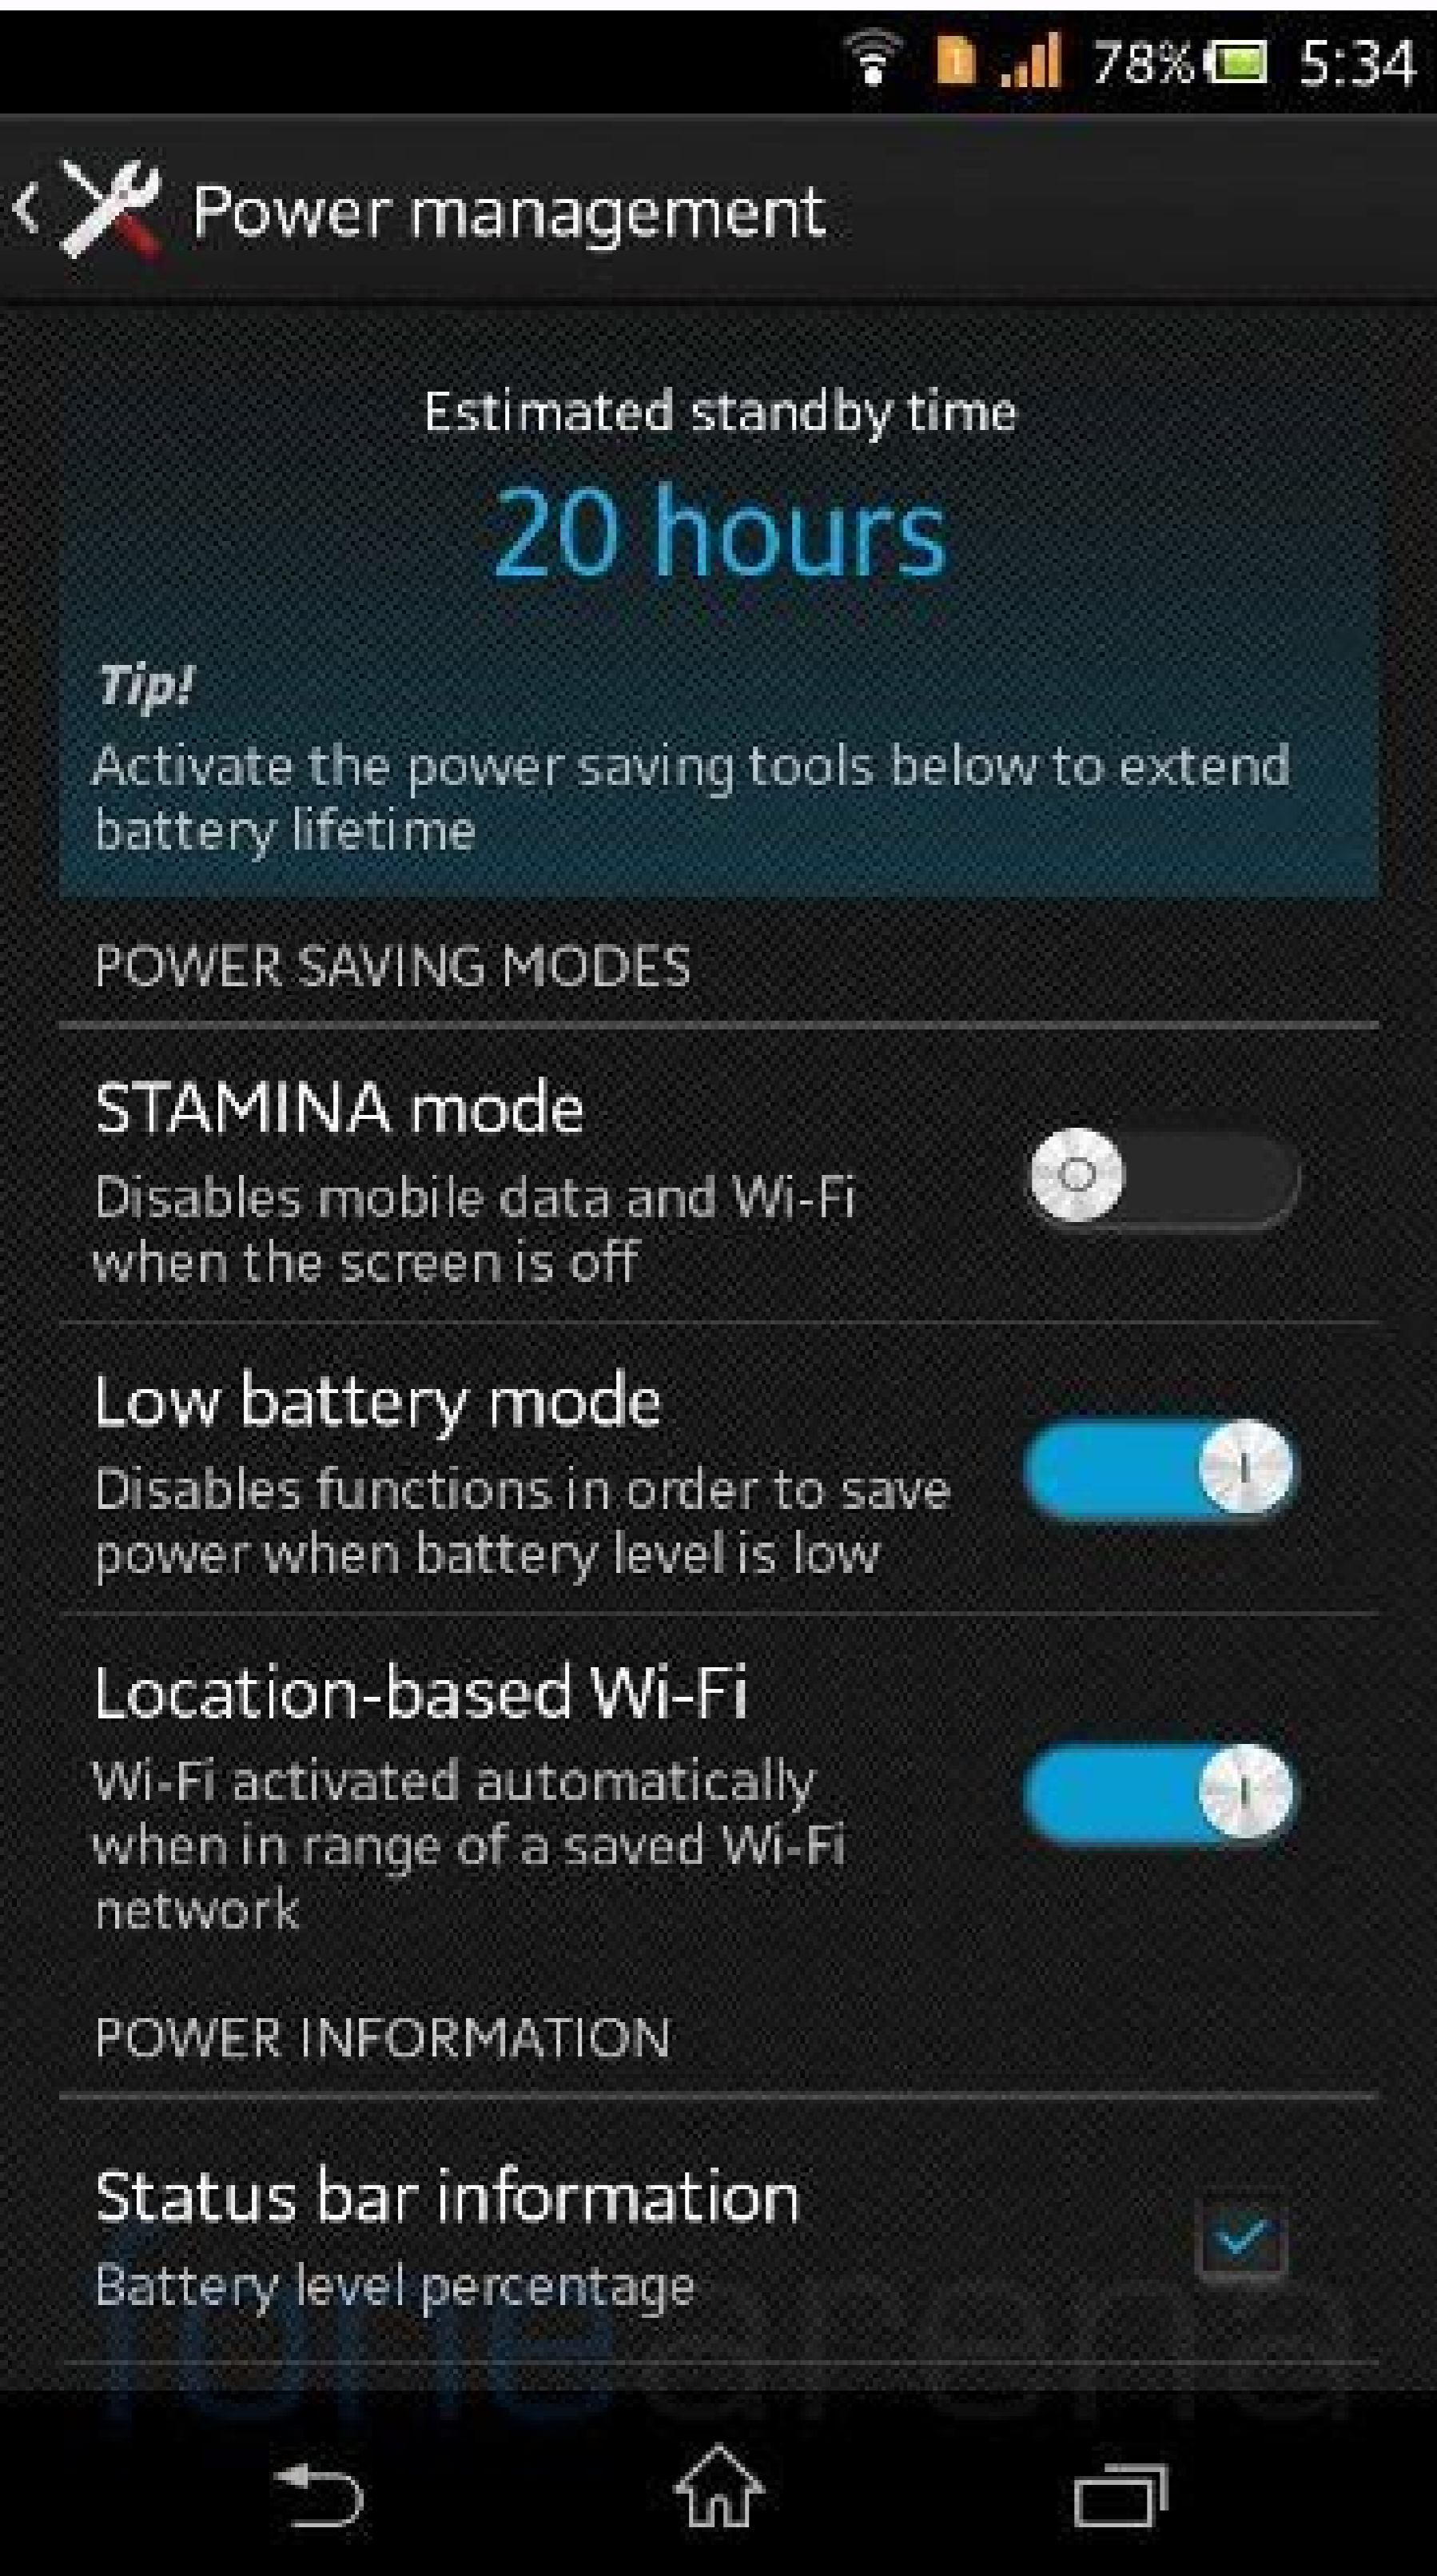 78% 5:34
Power management
Estimated standby time
20 hours
Tip!
Activate the power saving tools below to extend
battery lifetime
POWER SAVING MODES
STAMINA mode
Disables mobile data and Wi-Fi
when the screen is off
Low battery mode
Disables functions in order to save
power when battery level is low
Location-based Wi-Fi
Wi-Fi activated automatically
when in range of a saved Wi-Fi
network
POWER INFORMATION
Status bar information
Battery level percentage
fonearena